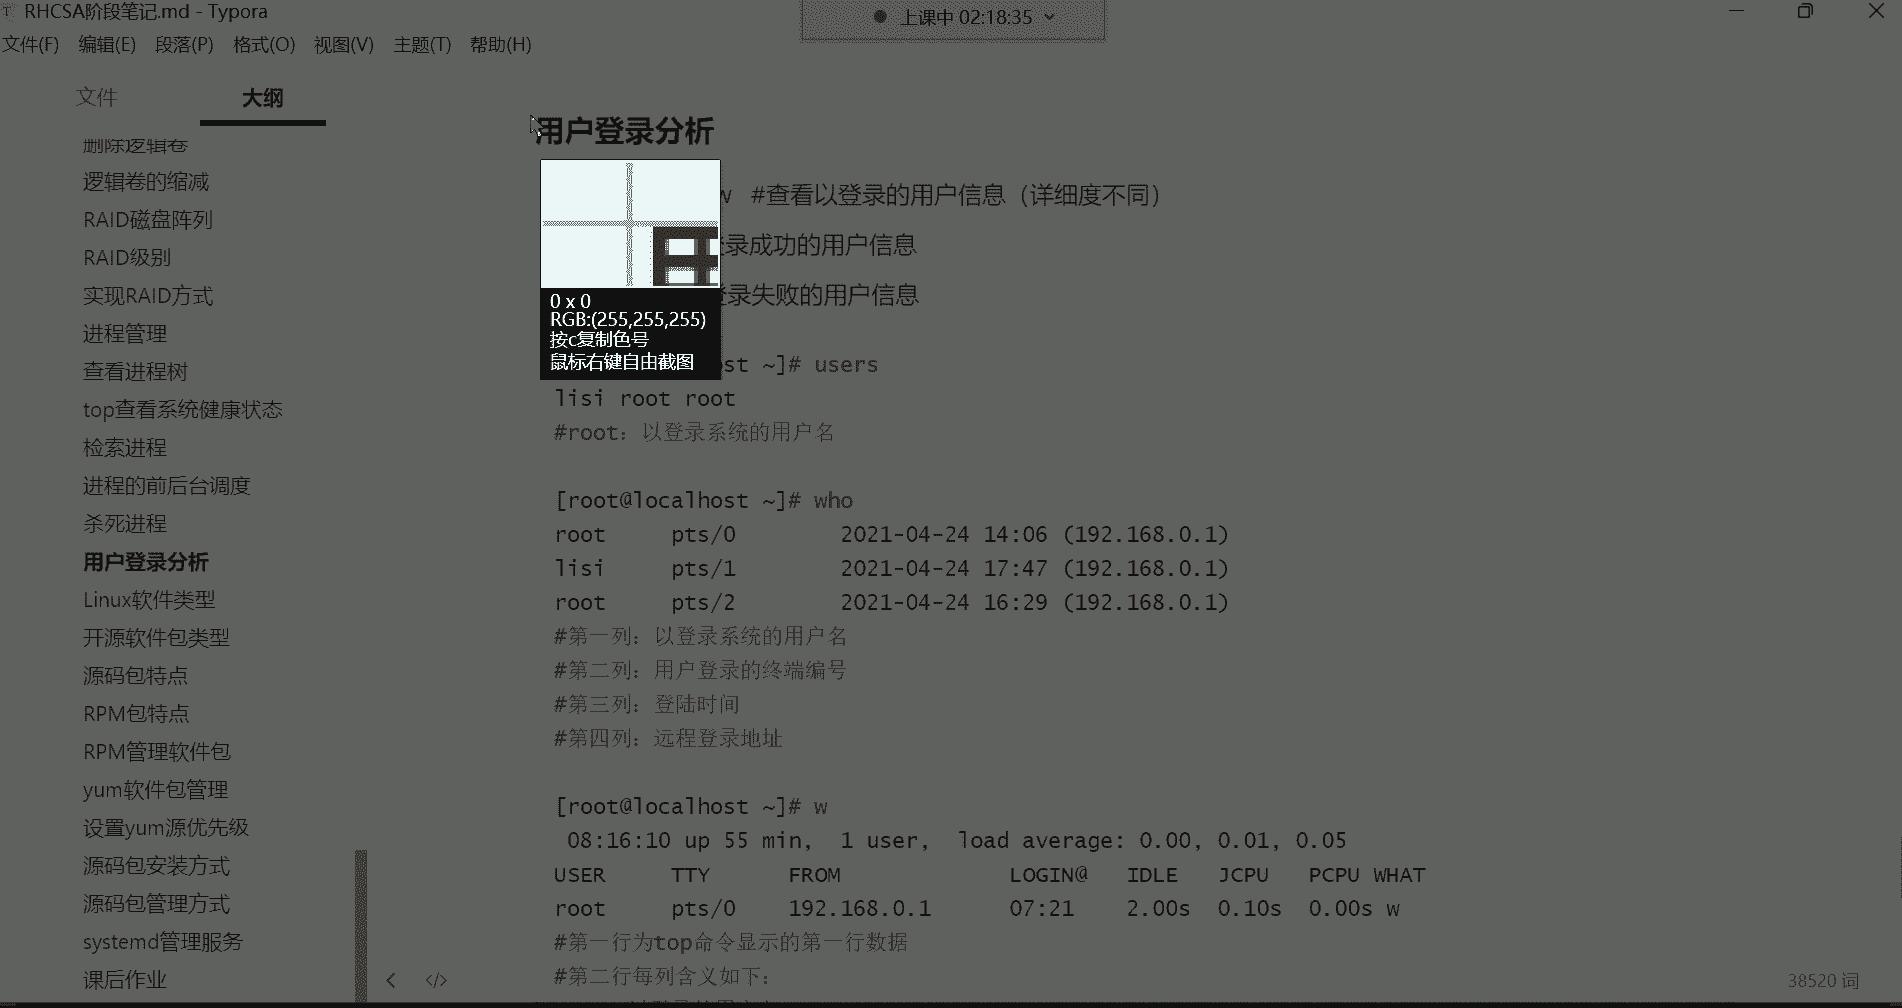 RHCSA阶段笔记.md - Typora
上课中 02:18:35
文件(F) 编辑(E) 段落(P) 格式(O) 视图(V) 主题(T) 帮助(H)
文件 大纲
删除逻辑卷
逻辑卷的缩减
RAID磁盘阵列
RAID级别
实现RAID方式
进程管理
查看进程树
top查看系统健康状态
检索进程
进程的前后台调度
杀死进程
用户登录分析
Linux软件类型
开源软件包类型
源码包特点
RPM包特点
RPM管理软件包
yum软件包管理
设置yum源优先级
源码包安装方式
源码包管理方式
systemd管理服务
课后作业
用户登录分析
w #查看以登录的用户信息（详细度不同）
登录成功的用户信息
登录失败的用户信息
0 x 0
RGB:(255,255,255)
按c复制色号
鼠标右键自由截图
st ~]# users
lisi root root
#root：以登录系统的用户名
[root@localhost ~]# who
root pts/0 2021-04-24 14:06 (192.168.0.1)
lisi pts/1 2021-04-24 17:47 (192.168.0.1)
root pts/2 2021-04-24 16:29 (192.168.0.1)
#第一列：以登录系统的用户名
#第二列：用户登录的终端编号
#第三列：登陆时间
#第四列：远程登录地址
[root@localhost ~]# w
08:16:10 up 55 min, 1 user, load average: 0.00, 0.01, 0.05
USER TTY FROM LOGIN@ IDLE JCPU PCPU WHAT
root pts/0 192.168.0.1 07:21 2.00s 0.10s 0.00s w
#第一行为top命令显示的第一行数据
#第二行每列含义如下：
38520 词